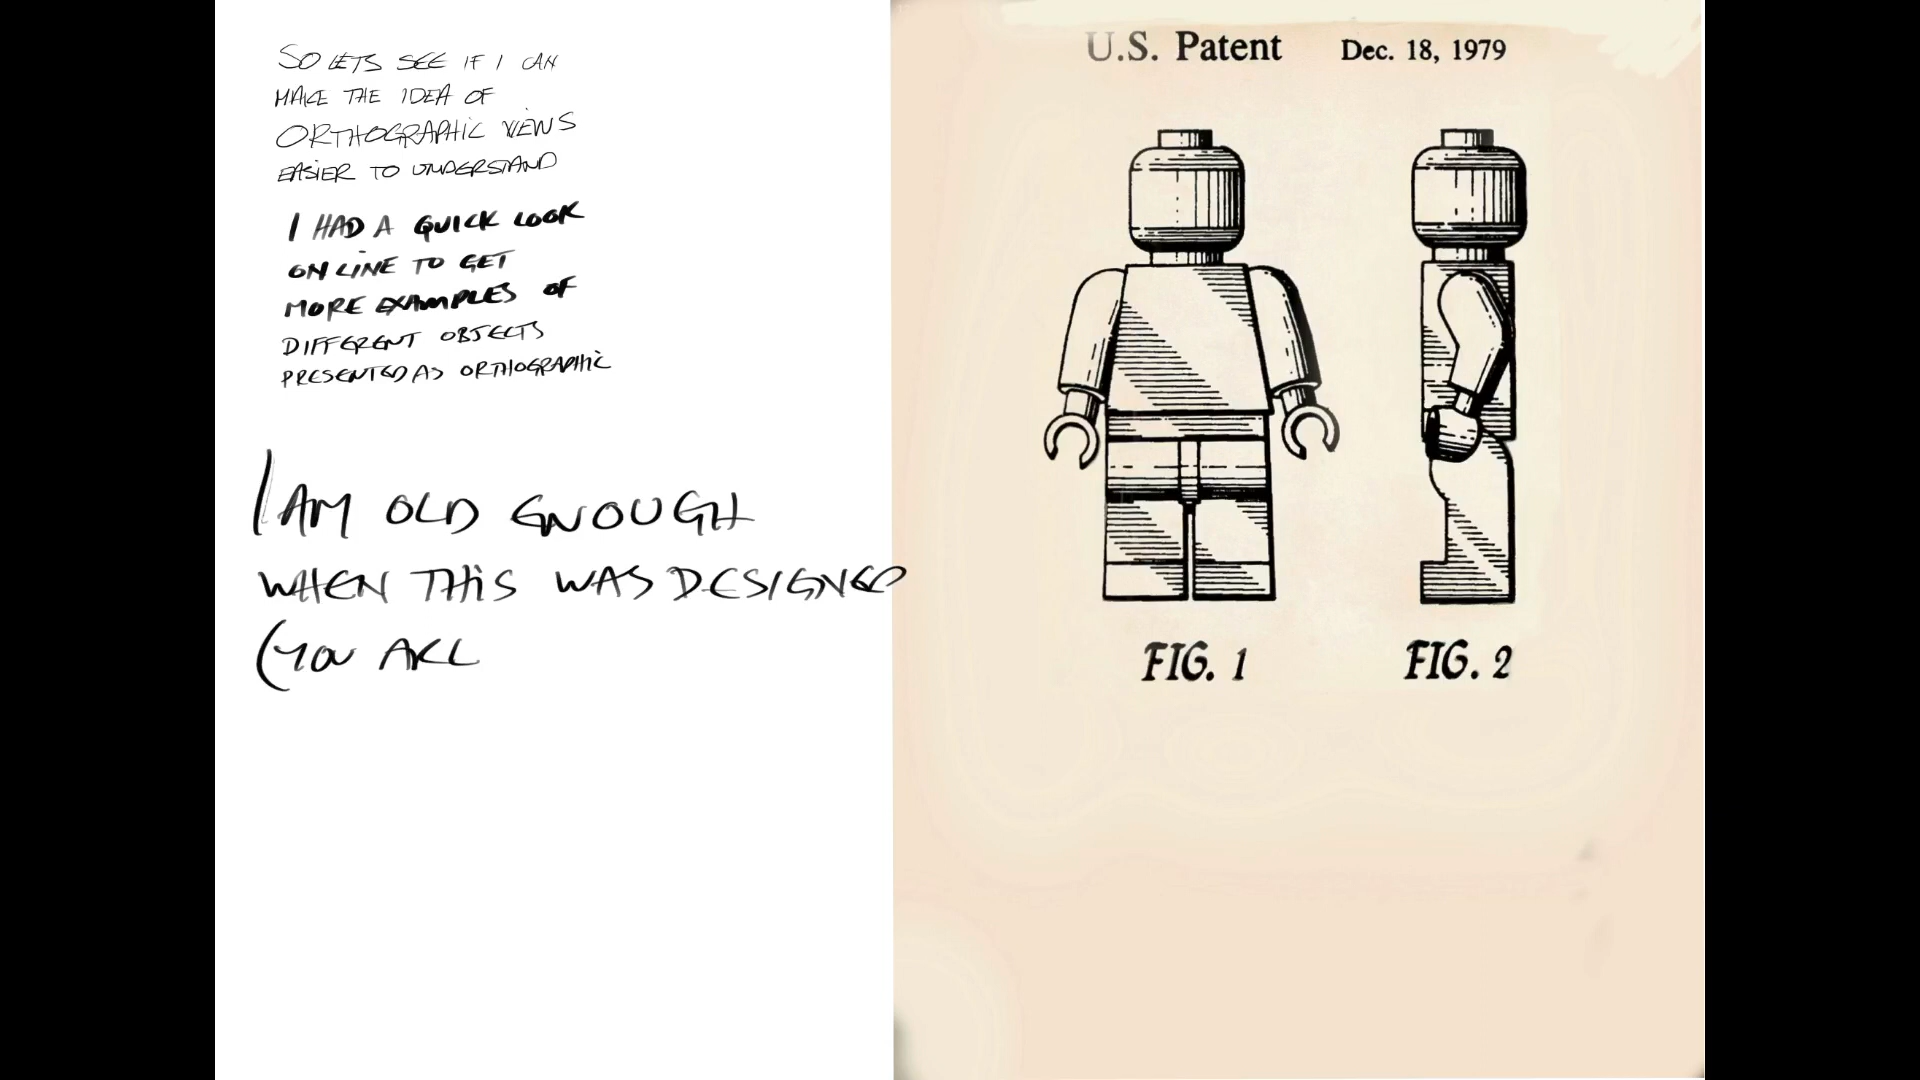 SO LETS SEE IF I CAN
MAKE THE IDEA OF
ORTHOGRAPHIC VIEWS
EASIER TO UNDERSTAND
I HAD A QUICK LOOK
ON LINE TO GET
MORE EXAMPLES OF
DIFFERENT OBJECTS
PRESENTED AS ORTHOGRAPHIC
I AM OLD ENOUGH
WHEN THIS WAS DESIGNED
(YOU ARE
U.S. Patent Dec. 18, 1979
FIG. 1 FIG. 2